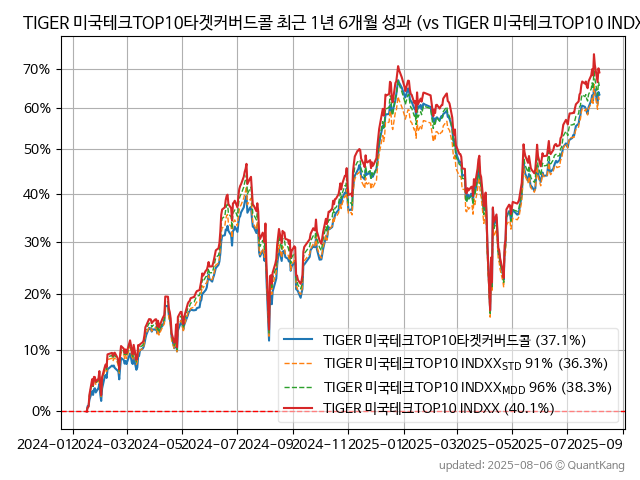 TIGER 미국테크TOP10타겟커버드콜 최근 1년 6개월 성과 (vs TIGER 미국테크TOP10 INDX
70%
60%
50%
40%
30%
20%
10%
0%
TIGER 미국테크TOP10타겟커버드콜 (37.1%)
TIGER 미국테크TOP10 INDXXSTD 91% (36.3%)
TIGER 미국테크TOP10 INDXXMDD 96% (38.3%)
TIGER 미국테크TOP10 INDXX (40.1%)
2024-01 2024-03 2024-05 2024-07 2024-09 2024-11 2025-01 2025-03 2025-05 2025-07 2025-09
updated: 2025-08-06 © QuantKang